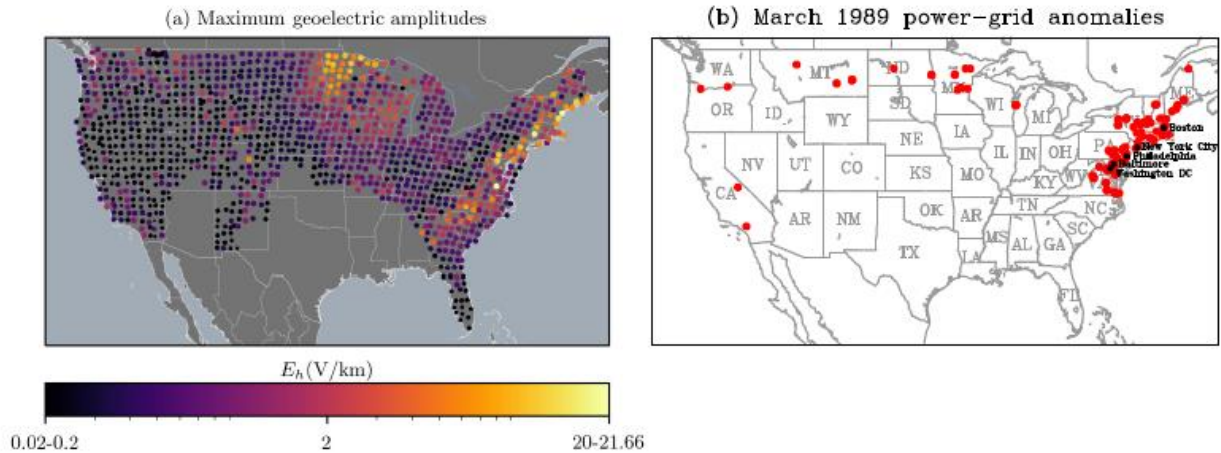 (a) Maximum geoelectric amplitudes
E_h(V/km)
0.02-0.2 2 20-21.66
(b) March 1989 power-grid anomalies
WA
MT
ND
ME
OR
ID
SD
WI
MI
WY
IA
NE
PA
Boston
New York City
Philadelphia
Baltimore
Washington DC
NV
UT
CO
IL
IN
OH
WV
KS
MO
KY
CA
AR
NM
OK
AR
TN
NC
SC
MS
AL
GA
TX
LA
FL